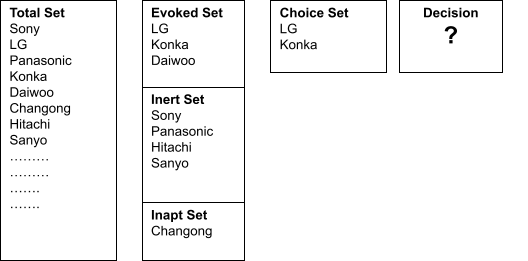 Total Set
Sony
LG
Panasonic
Konka
Daiwoo
Changong
Hitachi
Sanyo
………
………
…….
…….
Evoked Set
LG
Konka
Daiwoo
Inert Set
Sony
Panasonic
Hitachi
Sanyo
Inapt Set
Changong
Choice Set
LG
Konka
Decision
?